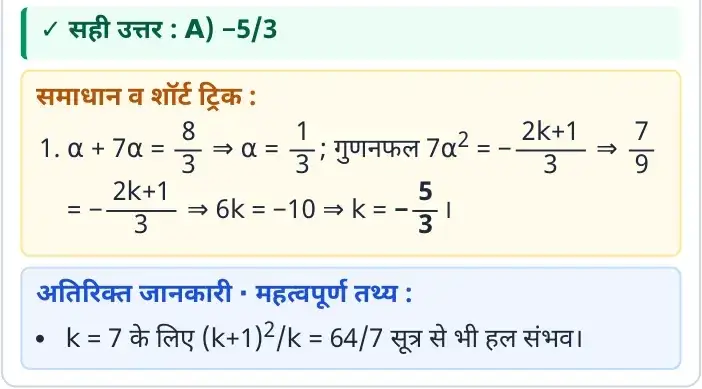 ✓ सही उत्तर : A) −5/3
समाधान व शॉर्ट ट्रिक :
1. α + 7α = 8/3 ⇒ α = 1/3; गुणनफल 7α² = −(2k+1)/3 ⇒ 7/9
= −(2k+1)/3 ⇒ 6k = −10 ⇒ k = −5/3।
अतिरिक्त जानकारी · महत्वपूर्ण तथ्य :
• k = 7 के लिए (k+1)²/k = 64/7 सूत्र से भी हल संभव।